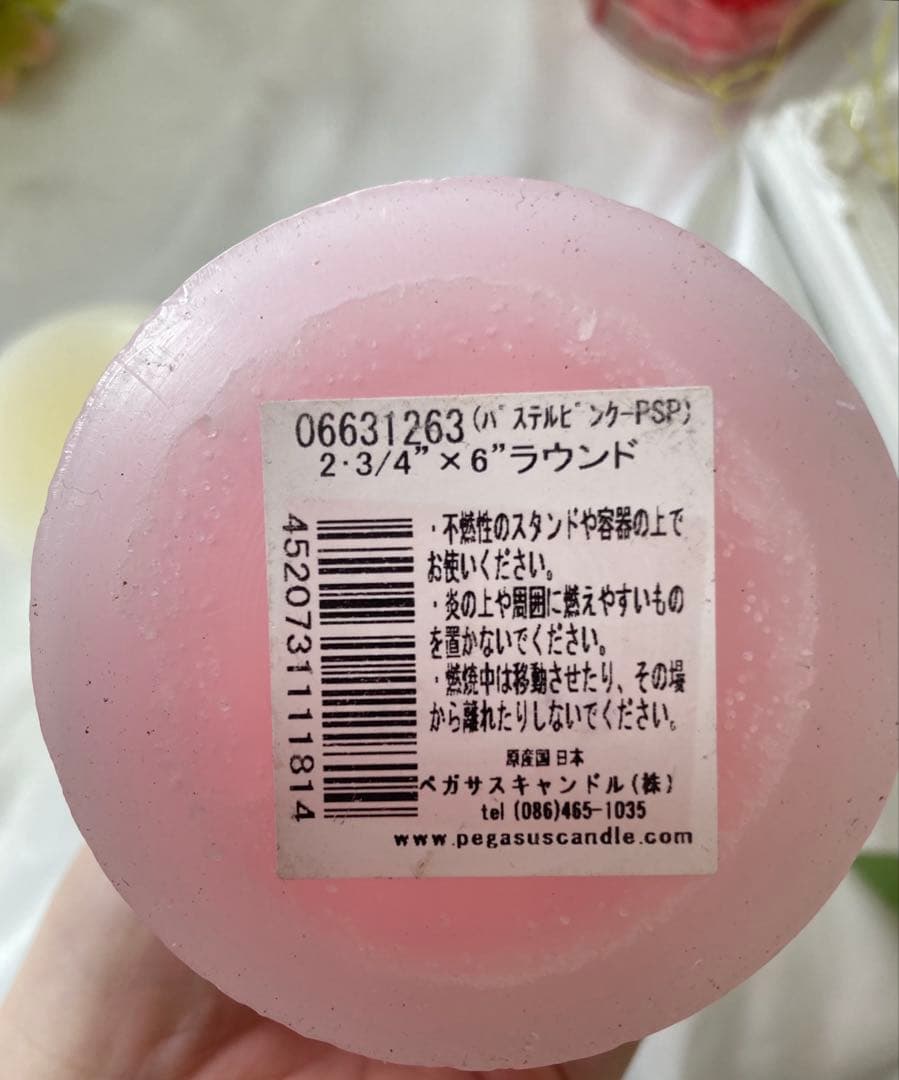 06631263(ﾊﾟｽﾃﾙﾋﾟﾝｸｰPSP)
2·3/4”×6”ラウンド
・不燃性のスタンドや容器の上で
お使いください。
・炎の上や周囲に燃えやすいもの
を置かないでください。
・燃焼中は移動させたり、その場
から離れたりしないでください。
原産国 日本
ペガサスキャンドル(株)
tel (086)465-1035
www.pegasuscandle.com
4520731111814